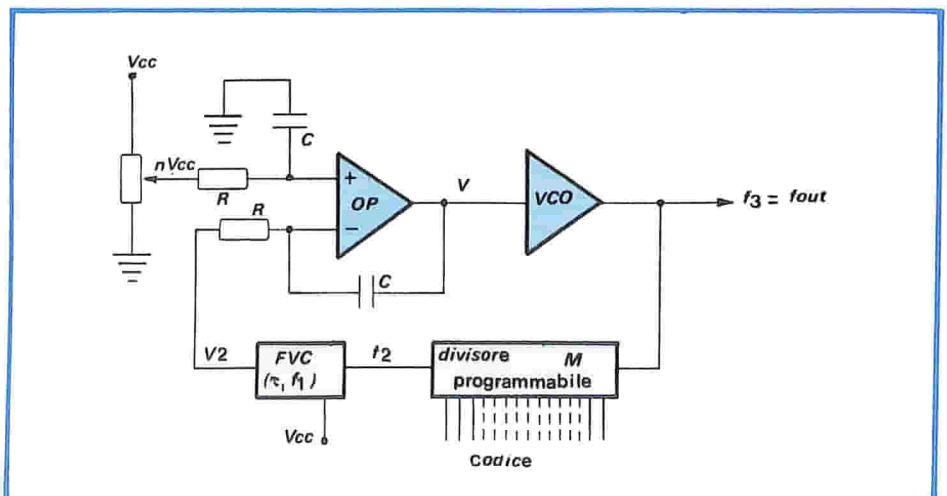 Vcc
C
nVcc
R
+
OP
V
VCO
f3 = fout
R
−
C
V2
FVC
(τ, f1)
f2
divisore M
programmabile
Vcc
Codice